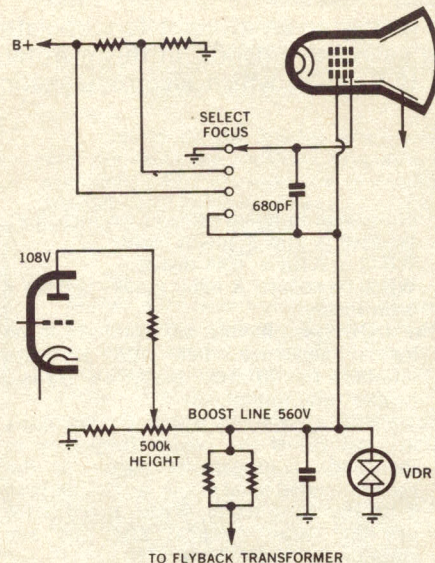 B+
SELECT
FOCUS
680pF
108V
BOOST LINE 560V
500k
HEIGHT
VDR
TO FLYBACK TRANSFORMER